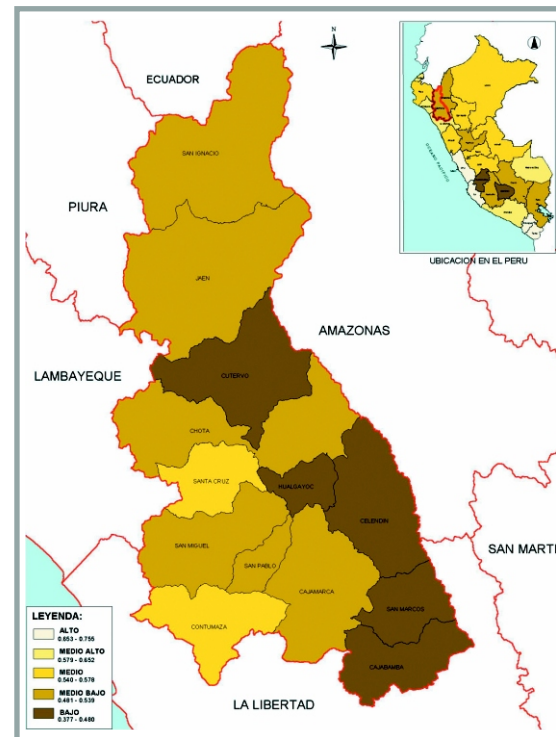 N
ECUADOR
SAN IGNACIO
PIURA
OCEANO PACIFICO
UBICACION EN EL PERU
JAEN
AMAZONAS
LAMBAYEQUE
CUTERVO
CHOTA
SANTA CRUZ
HUALGAYOC
CELENDIN
SAN MIGUEL
SAN PABLO
CAJAMARCA
SAN MARTI
SAN MARCOS
CONTUMAZA
CAJABAMBA
LA LIBERTAD
LEYENDA:
ALTO
0.653 - 0.755
MEDIO ALTO
0.579 - 0.652
MEDIO
0.540 - 0.578
MEDIO BAJO
0.481 - 0.539
BAJO
0.377 - 0.480